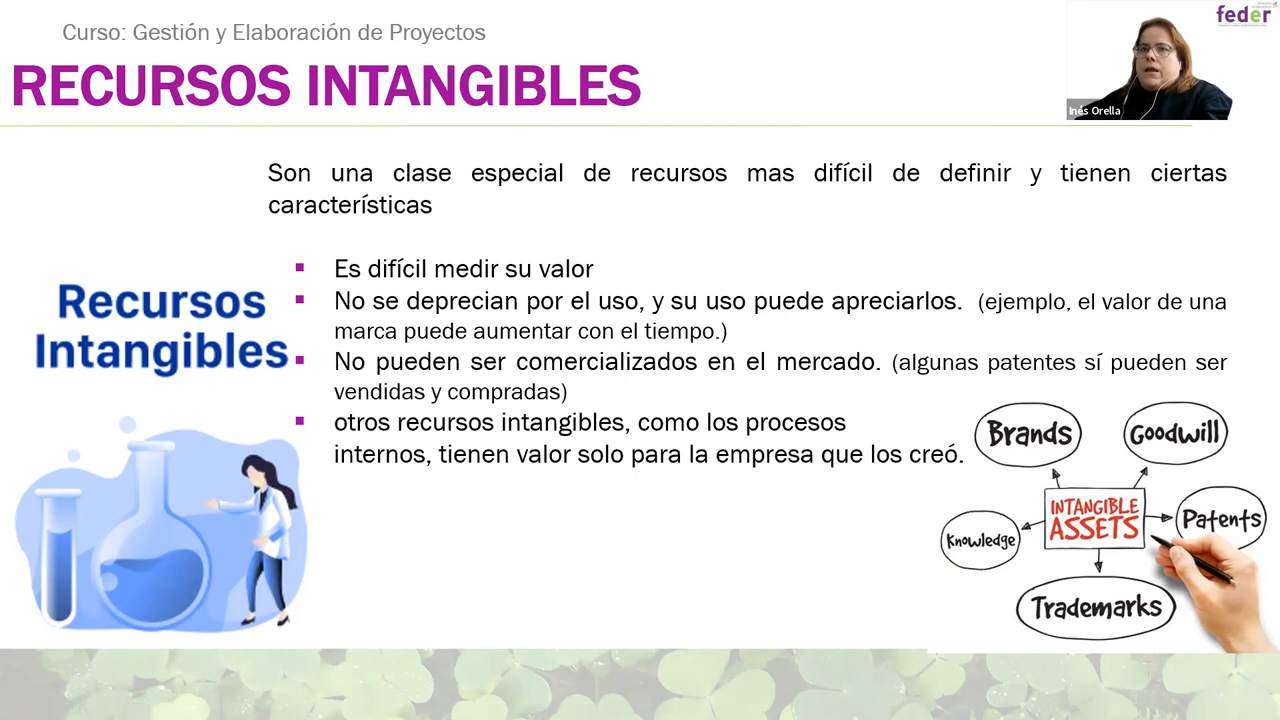 Curso: Gestión y Elaboración de Proyectos
feder
RECURSOS INTANGIBLES
Inés Orella
Son una clase especial de recursos mas difícil de definir y tienen ciertas
características
Es difícil medir su valor
No se deprecian por el uso, y su uso puede apreciarlos. (ejemplo, el valor de una
marca puede aumentar con el tiempo.)
No pueden ser comercializados en el mercado. (algunas patentes sí pueden ser
vendidas y compradas)
otros recursos intangibles, como los procesos
internos, tienen valor solo para la empresa que los creó.
Recursos
Intangibles
Brands
Goodwill
INTANGIBLE
ASSETS
Patents
Knowledge
Trademarks